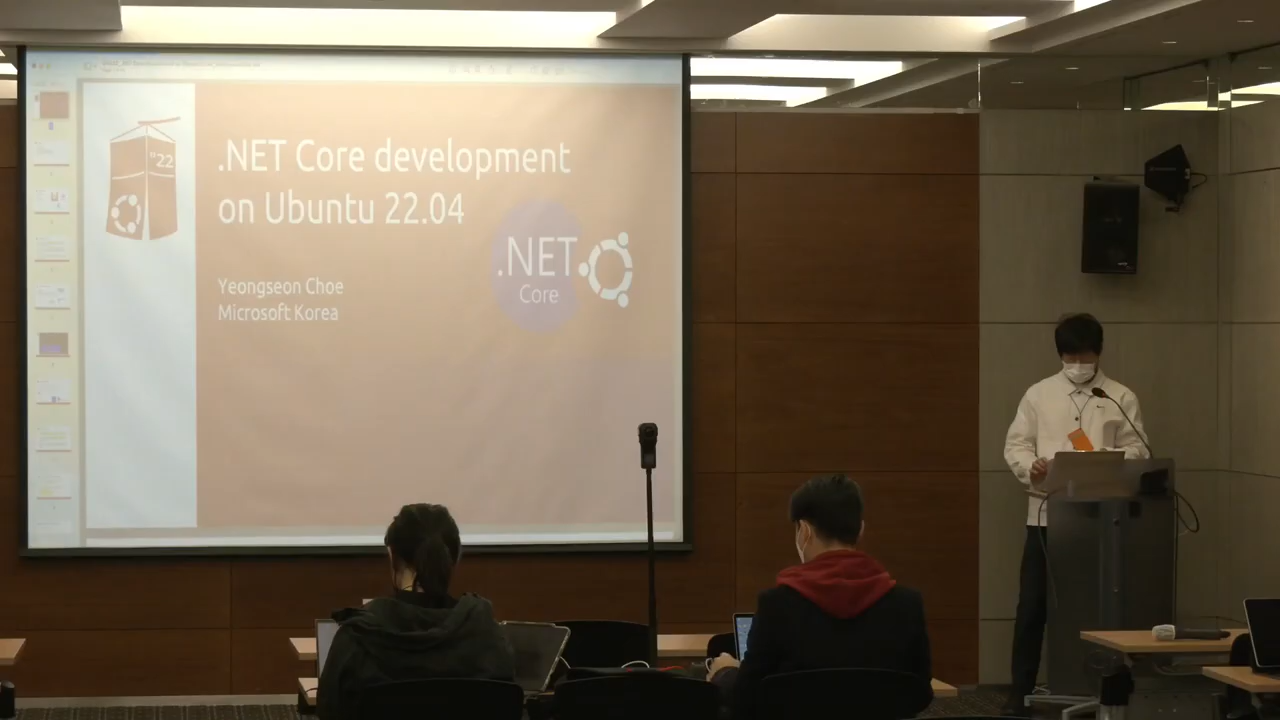 "22
.NET Core development
on Ubuntu 22.04
.NET
Core
Yeongseon Choe
Microsoft Korea